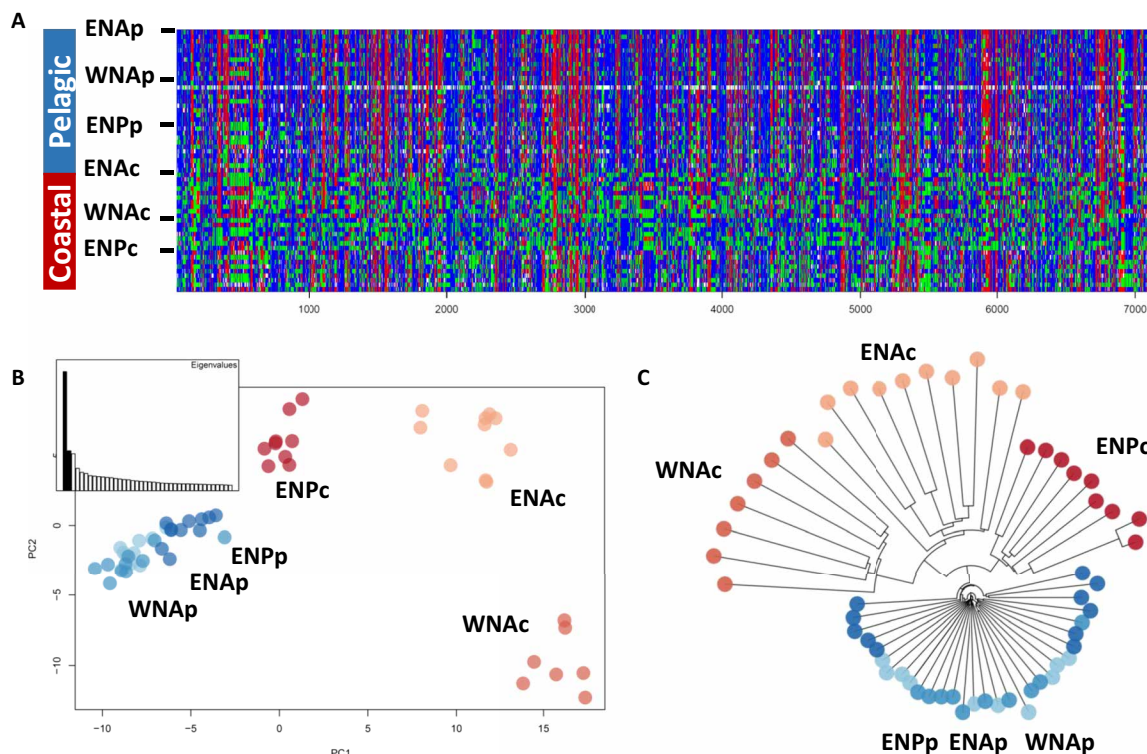 A
Pelagic
Coastal
ENAp
WNAp
ENPp
ENAc
WNAc
ENPc
1000 2000 3000 4000 5000 6000 7000
B
Eigenvalues
ENPc
ENAc
ENPp
ENAp
WNAp
WNAc
PC2
0
−5
−10
−10 −5 0 5 10 15
PC1
C
ENAc
WNAc
ENPc
ENPp ENAp WNAp